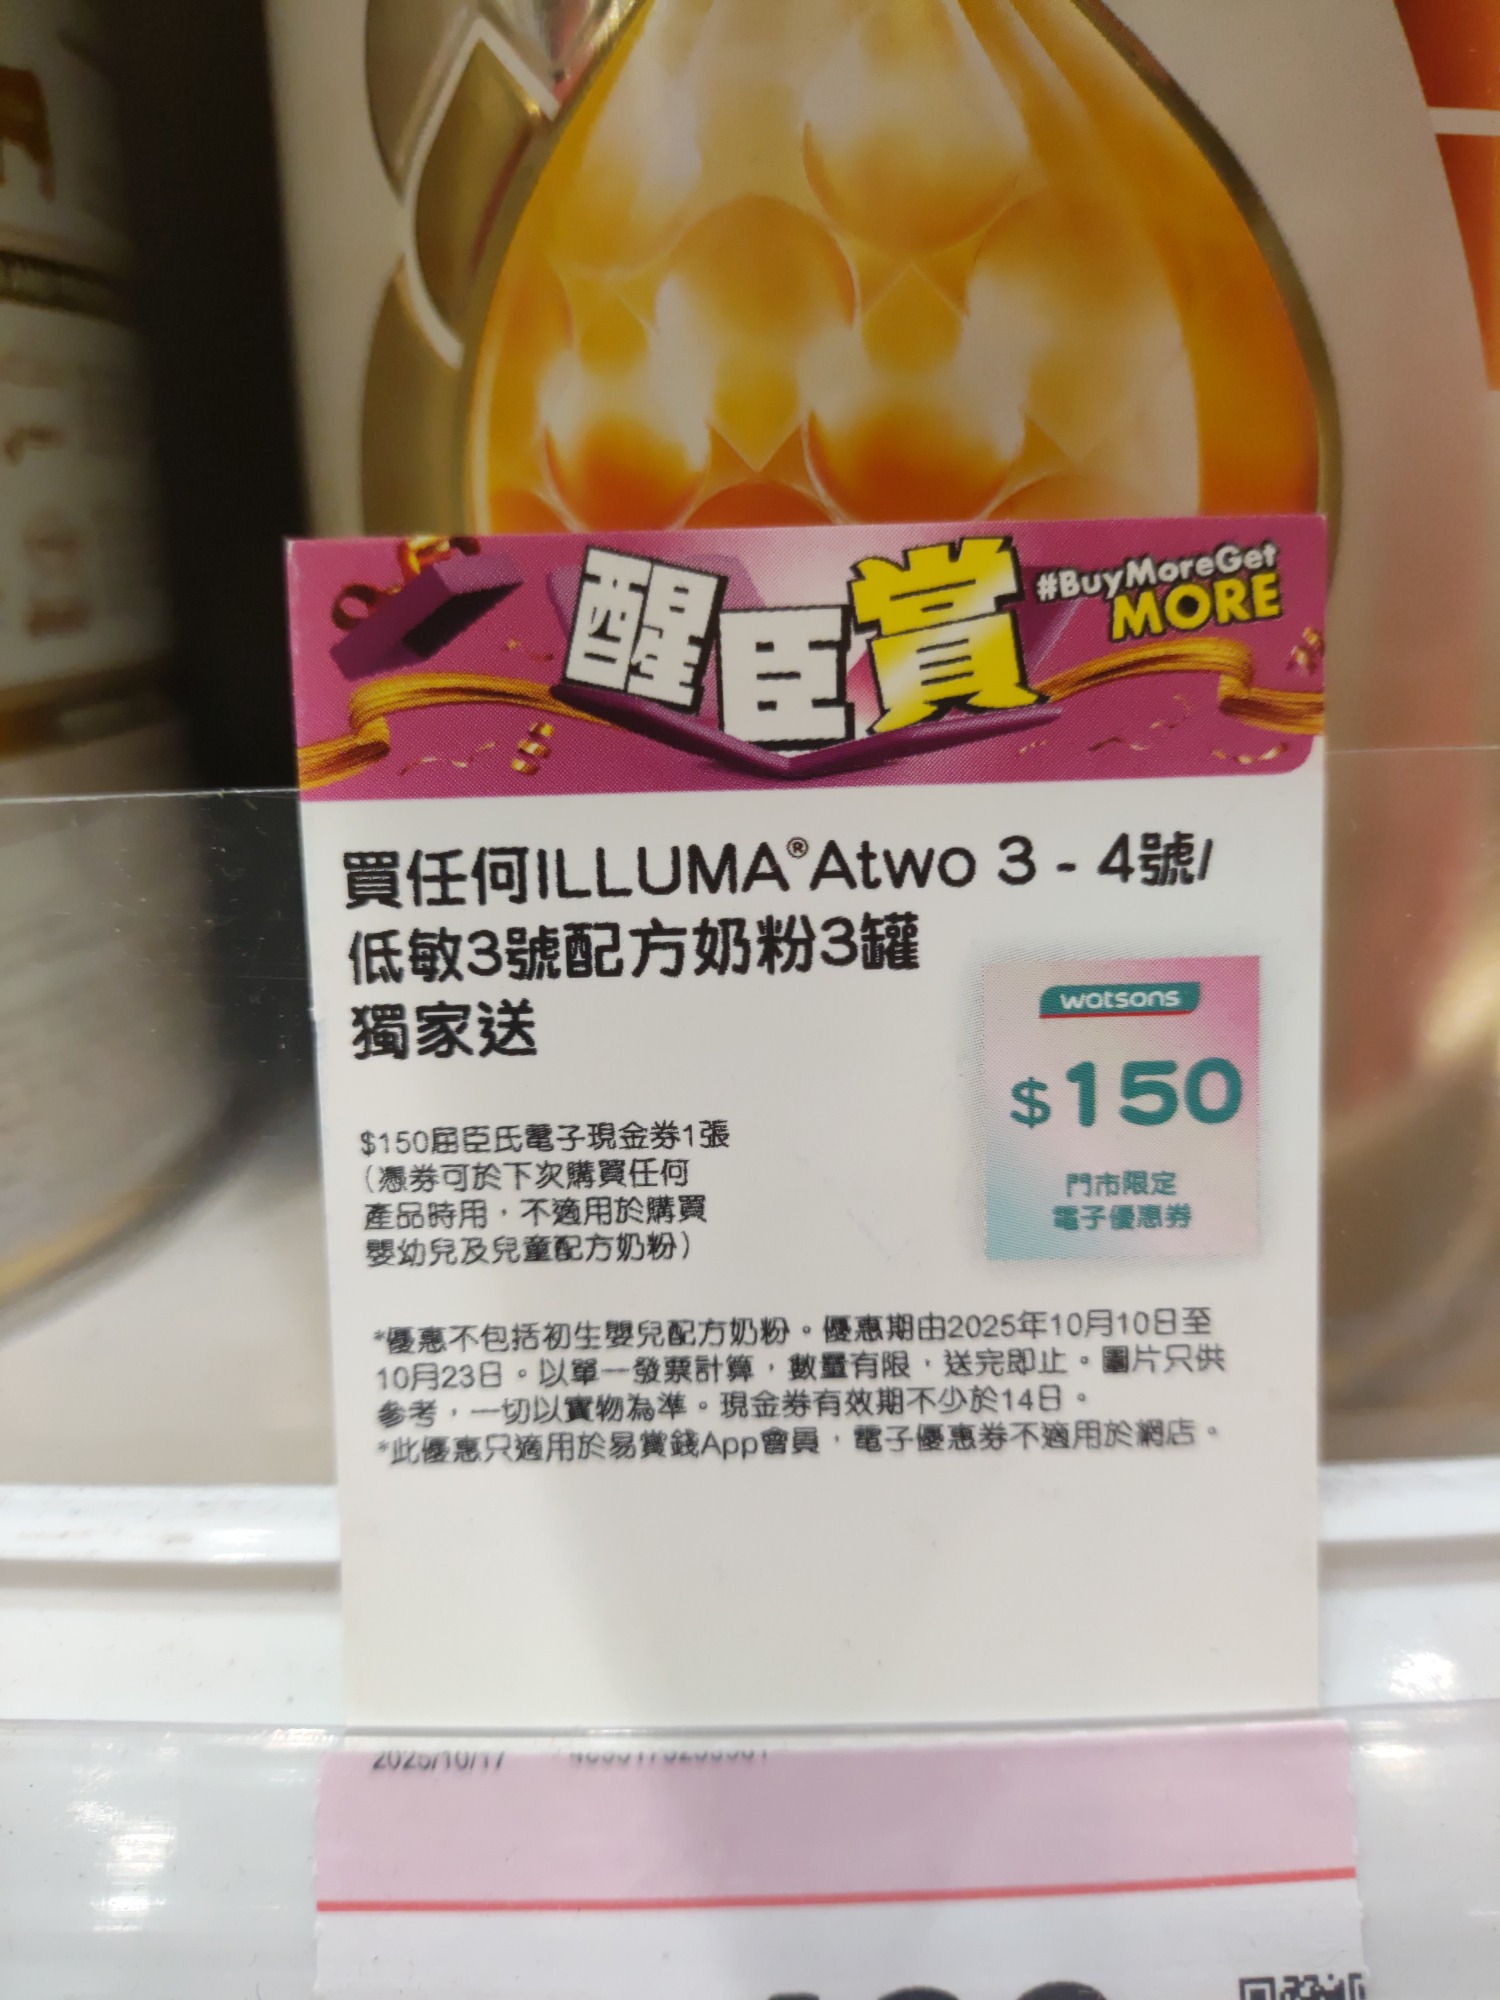 醒臣賞
#BuyMoreGet
MORE
買任何ILLUMA®Atwo 3 - 4號/
低敏3號配方奶粉3罐
獨家送
watsons
$150
門市限定
電子優惠券
$150屈臣氏電子現金券1張
(憑券可於下次購買任何
產品時用，不適用於購買
嬰幼兒及兒童配方奶粉)
*優惠不包括初生嬰兒配方奶粉。優惠期由2025年10月10日至
10月23日。以單一發票計算，數量有限，送完即止。圖片只供
參考，一切以實物為準。現金券有效期不少於14日。
*此優惠只適用於易賞錢App會員，電子優惠券不適用於網店。
2025/10/17